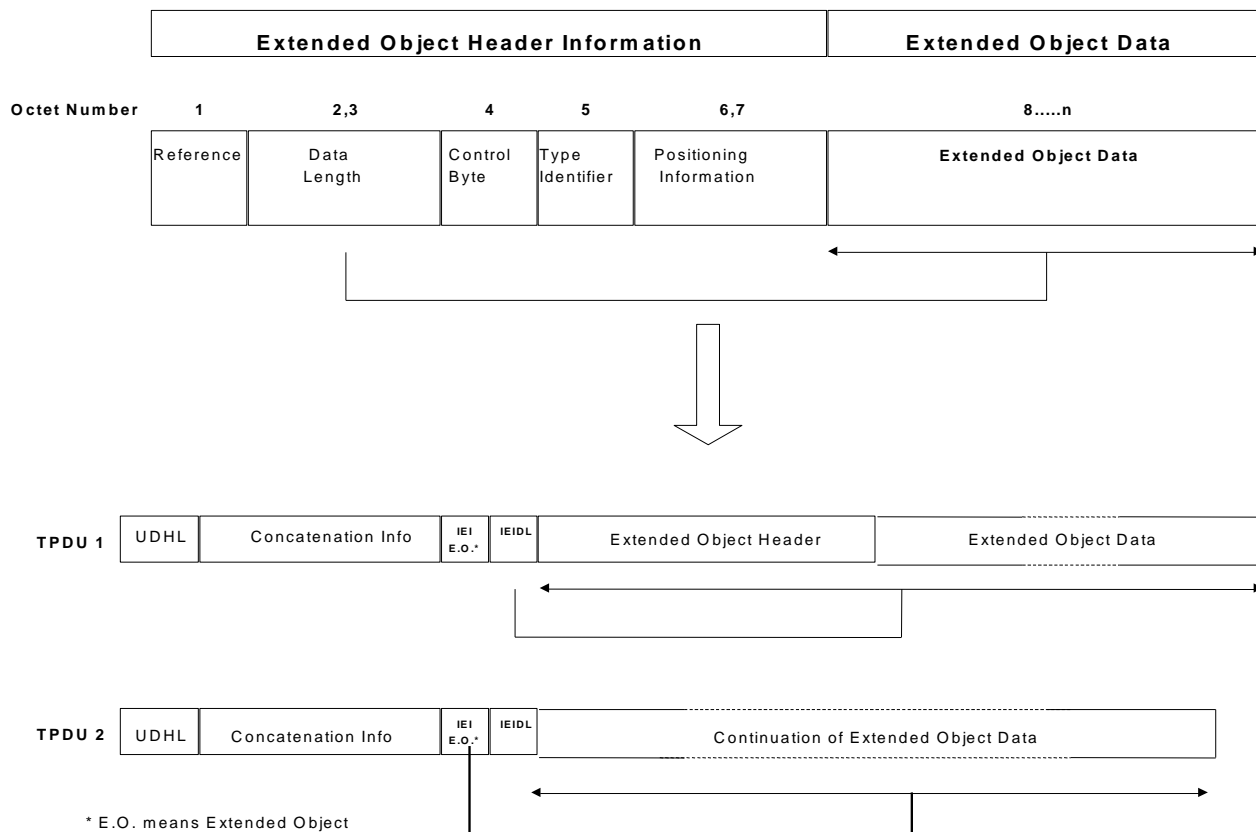 Extended Object Header Information Extended Object Data
Octet Number 1 2,3 4 5 6,7 8.....n
Reference Data Control Type Positioning Extended Object Data
Length Byte Identifier Information
TPDU 1 UDHL Concatenation Info IEI IEIDL Extended Object Header Extended Object Data
E.O.*
TPDU 2 UDHL Concatenation Info IEI IEIDL Continuation of Extended Object Data
E.O.*
* E.O. means Extended Object